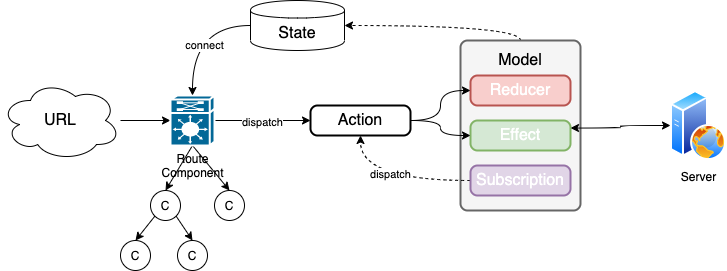 State
connect
Model
Reducer
URL
dispatch
Action
Effect
Route
Component
dispatch
Subscription
Server
C
C
C
C